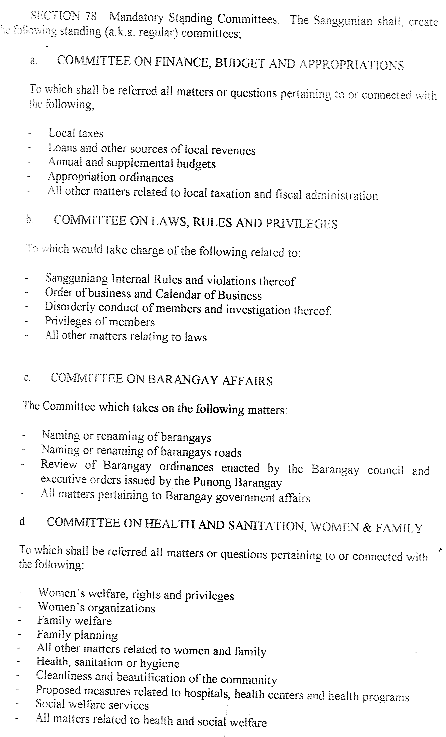 SECTION 78 Mandatory Standing Committees. The Sanggunian shall, create
the following standing (a.k.a. regular) committees;
a. COMMITTEE ON FINANCE, BUDGET AND APPROPRIATIONS
To which shall be referred all matters or questions pertaining to or connected with
the following,
- Local taxes
- Loans and other sources of local revenues
- Annual and supplemental budgets
- Appropriation ordinances
- All other matters related to local taxation and fiscal administration
b COMMITTEE ON LAWS, RULES AND PRIVILEGES
To which would take charge of the following related to:
- Sangguniang Internal Rules and violations thereof
- Order of business and Calendar of Business
- Disorderly conduct of members and investigation thereof.
- Privileges of members
- All other matters relating to laws
c. COMMITTEE ON BARANGAY AFFAIRS
The Committee which takes on the following matters:
- Naming or renaming of barangays
- Naming or renaming of barangays roads
- Review of Barangay ordinances enacted by the Barangay council and
executive orders issued by the Punong Barangay
- All matters pertaining to Barangay government affairs
d COMMITTEE ON HEALTH AND SANITATION, WOMEN & FAMILY
To which shall be referred all matters or questions pertaining to or connected with
the following:
- Women's welfare, rights and privileges
- Women's organizations
- Family welfare
- Family planning
- All other matters related to women and family
- Health, sanitation or hygiene
- Cleanliness and beautification of the community
- Proposed measures related to hospitals, health centers and health programs
- Social welfare services
- All matters related to health and social welfare